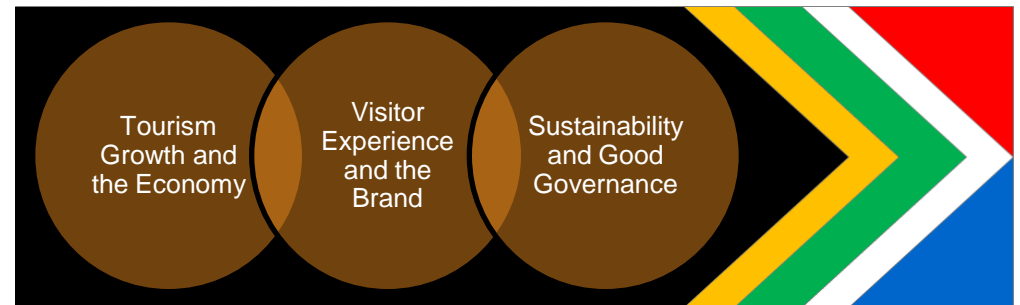 Tourism
Growth and
the Economy
Visitor
Experience
and the
Brand
Sustainability
and Good
Governance